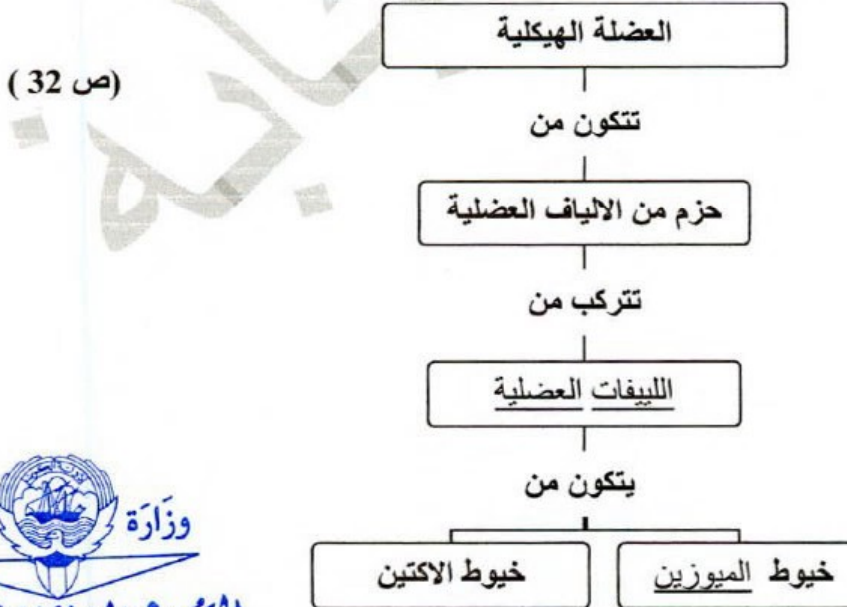 العضلة الهيكلية
(ص 32 )
تتكون من
حزم من الالياف العضلية
تتركب من
اللييفات العضلية
يتكون من
خيوط الميوزين
خيوط الاكتين
وزارة